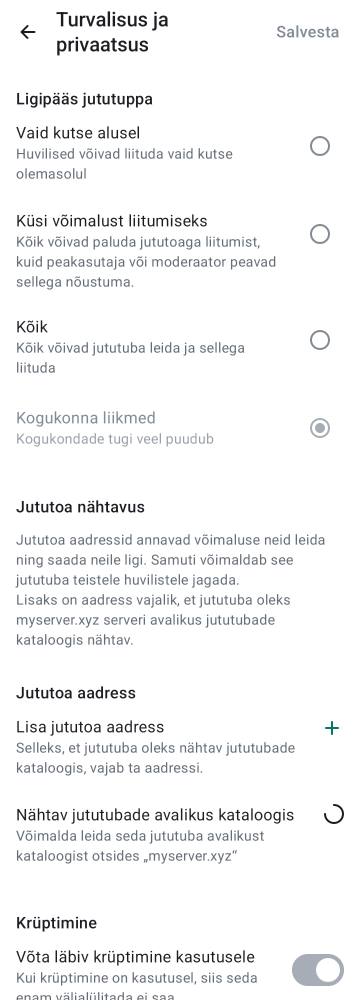 Turvalisus ja
privaatsus
Salvesta
Ligipääs jututuppa
Vaid kutse alusel
Huvilised võivad liituda vaid kutse
olemasolul
Küsi võimalust liitumiseks
Kõik võivad paluda jututoaga liitumist,
kuid peakasutaja või moderaator peavad
sellega nõustuma.
Kõik
Kõik võivad jututuba leida ja sellega
liituda
Kogukonna liikmed
Kogukondade tugi veel puudub
Jututoa nähtavus
Jututoa aadressid annavad võimaluse neid leida
ning saada neile ligi. Samuti võimaldab see
jututuba teistele huvilistele jagada.
Lisaks on aadress vajalik, et jututuba oleks
myserver.xyz serveri avalikus jututubade
kataloogis nähtav.
Jututoa aadress
Lisa jututoa aadress
Selleks, et jututuba oleks nähtav jututubade
kataloogis, vajab ta aadressi.
Nähtav jututubade avalikus kataloogis
Võimalda leida seda jututuba avalikust
kataloogist otsides „myserver.xyz“
Krüptimine
Võta läbiv krüptimine kasutusele
Kui krüptimine on kasutusel, siis seda
enam väljalülitada ei saa